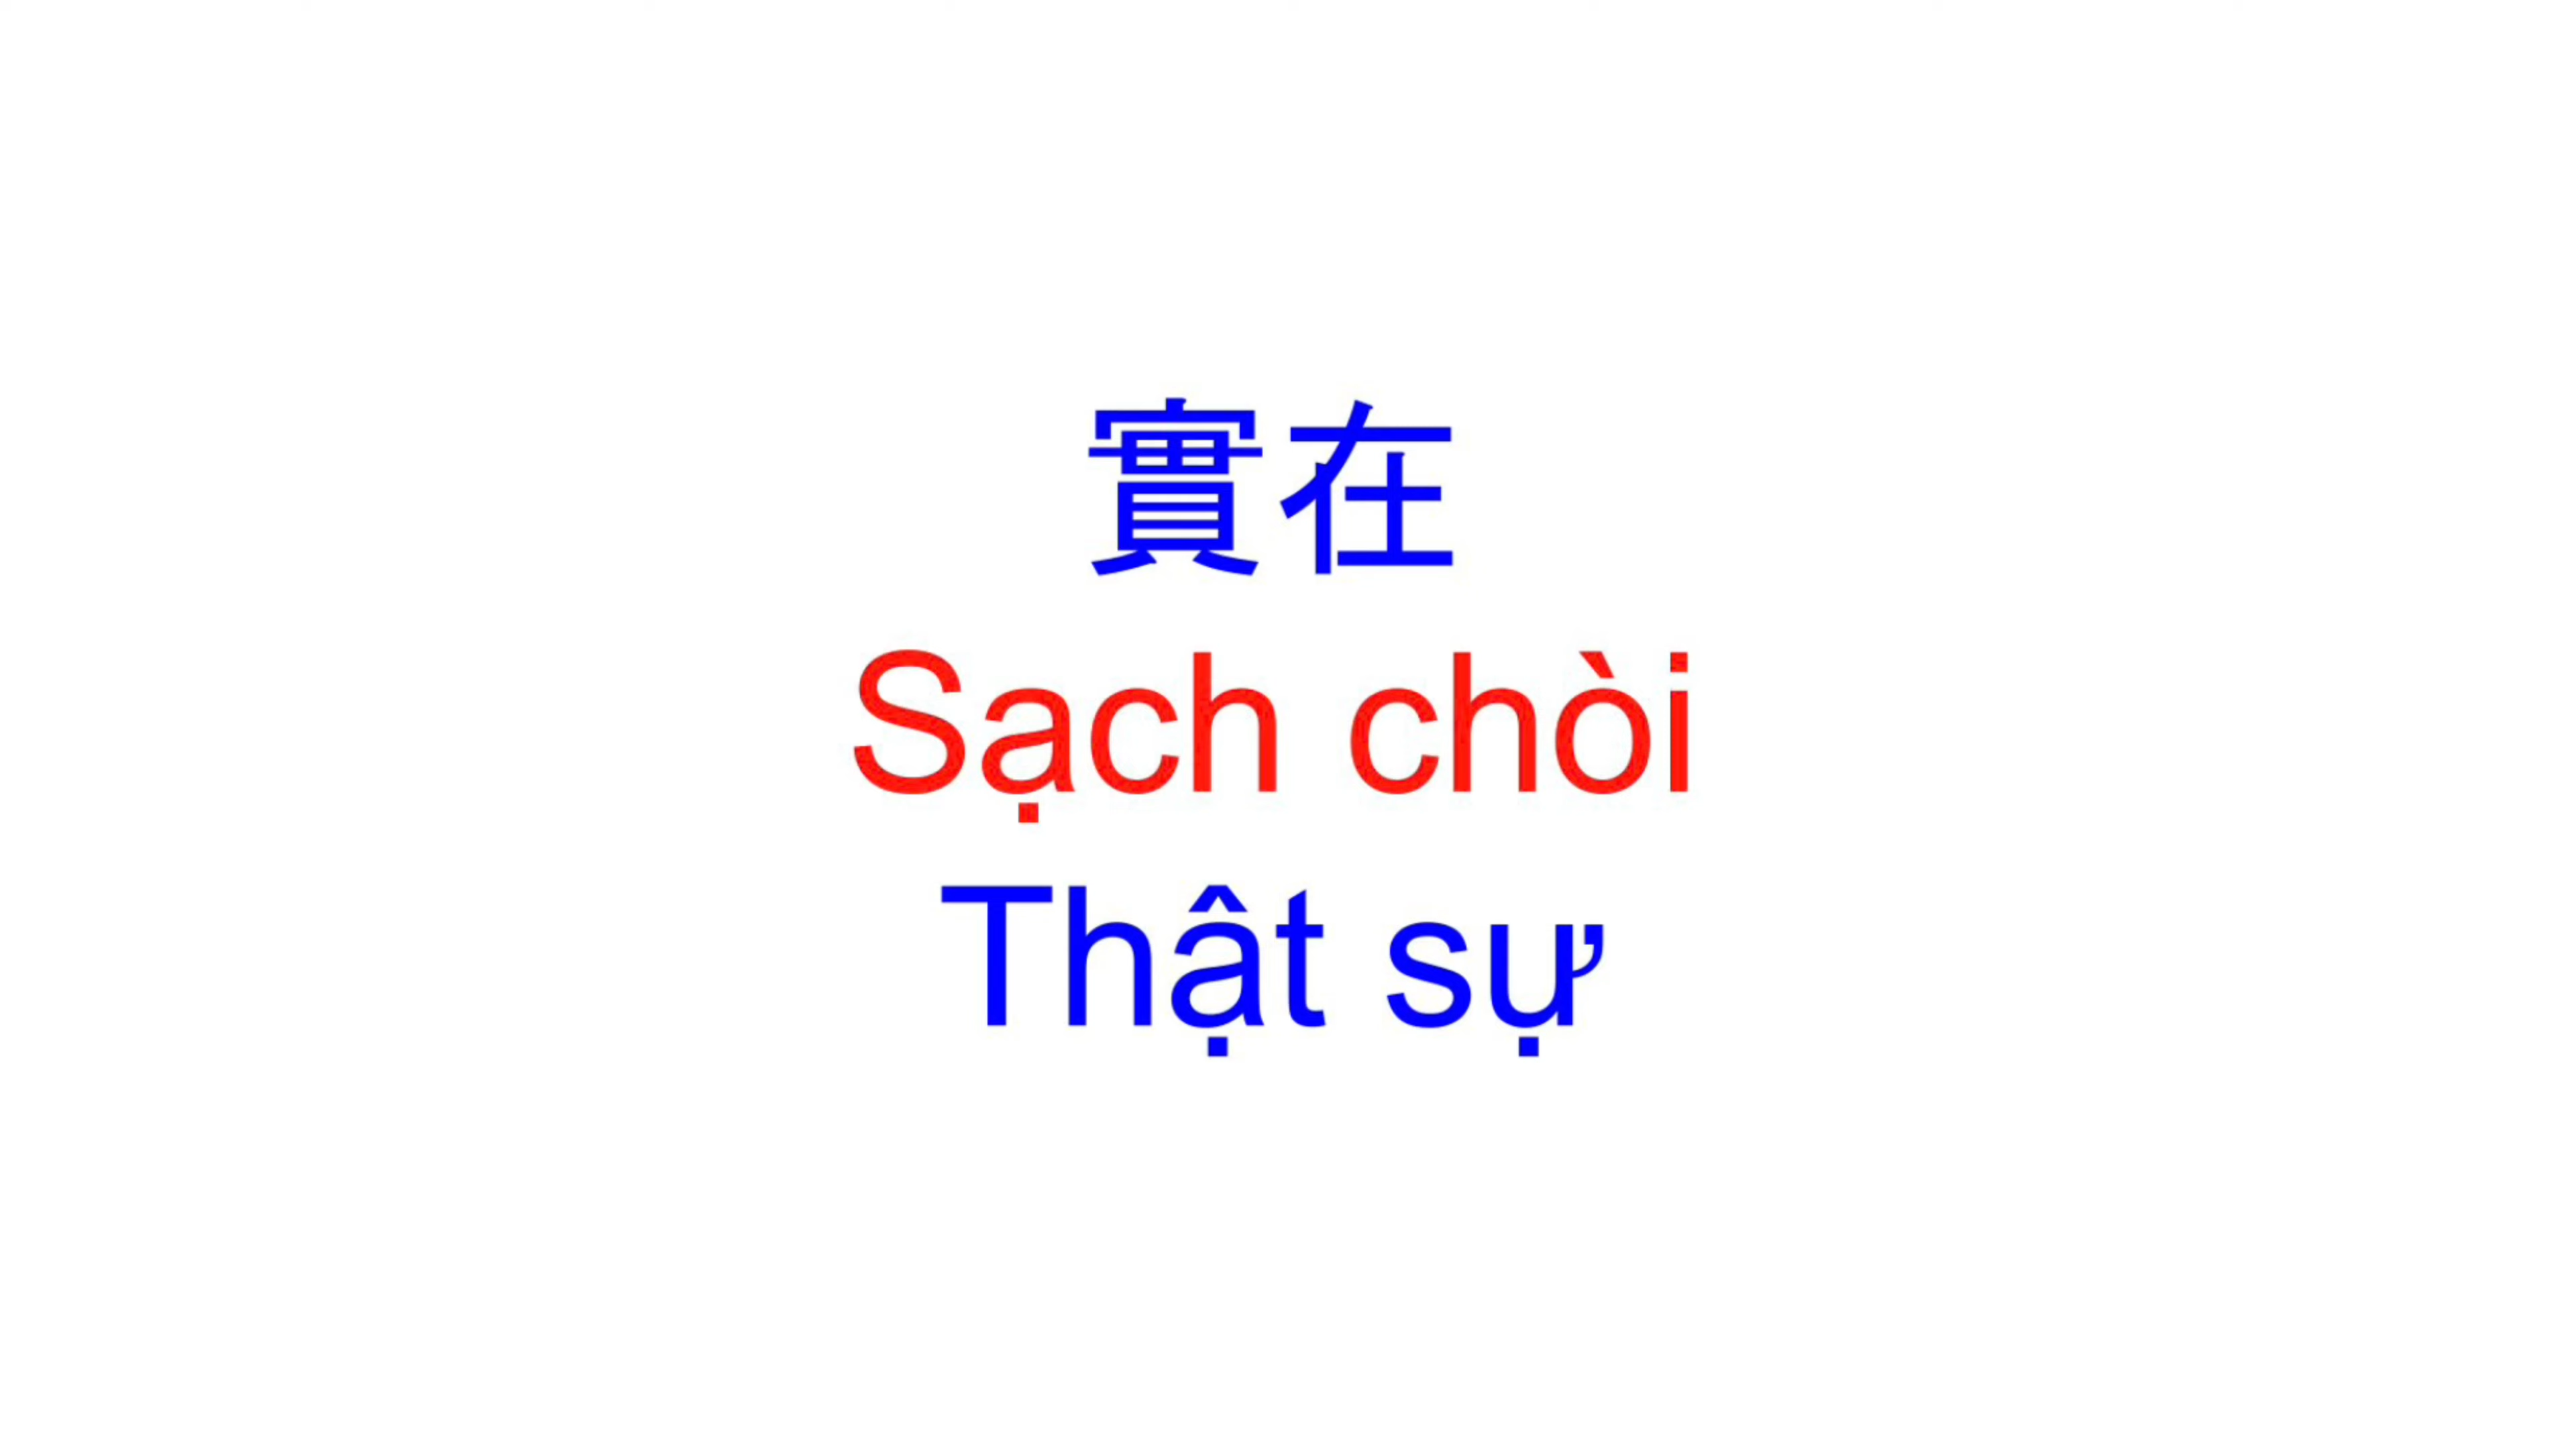 實在
Sạch chòi
Thật sự